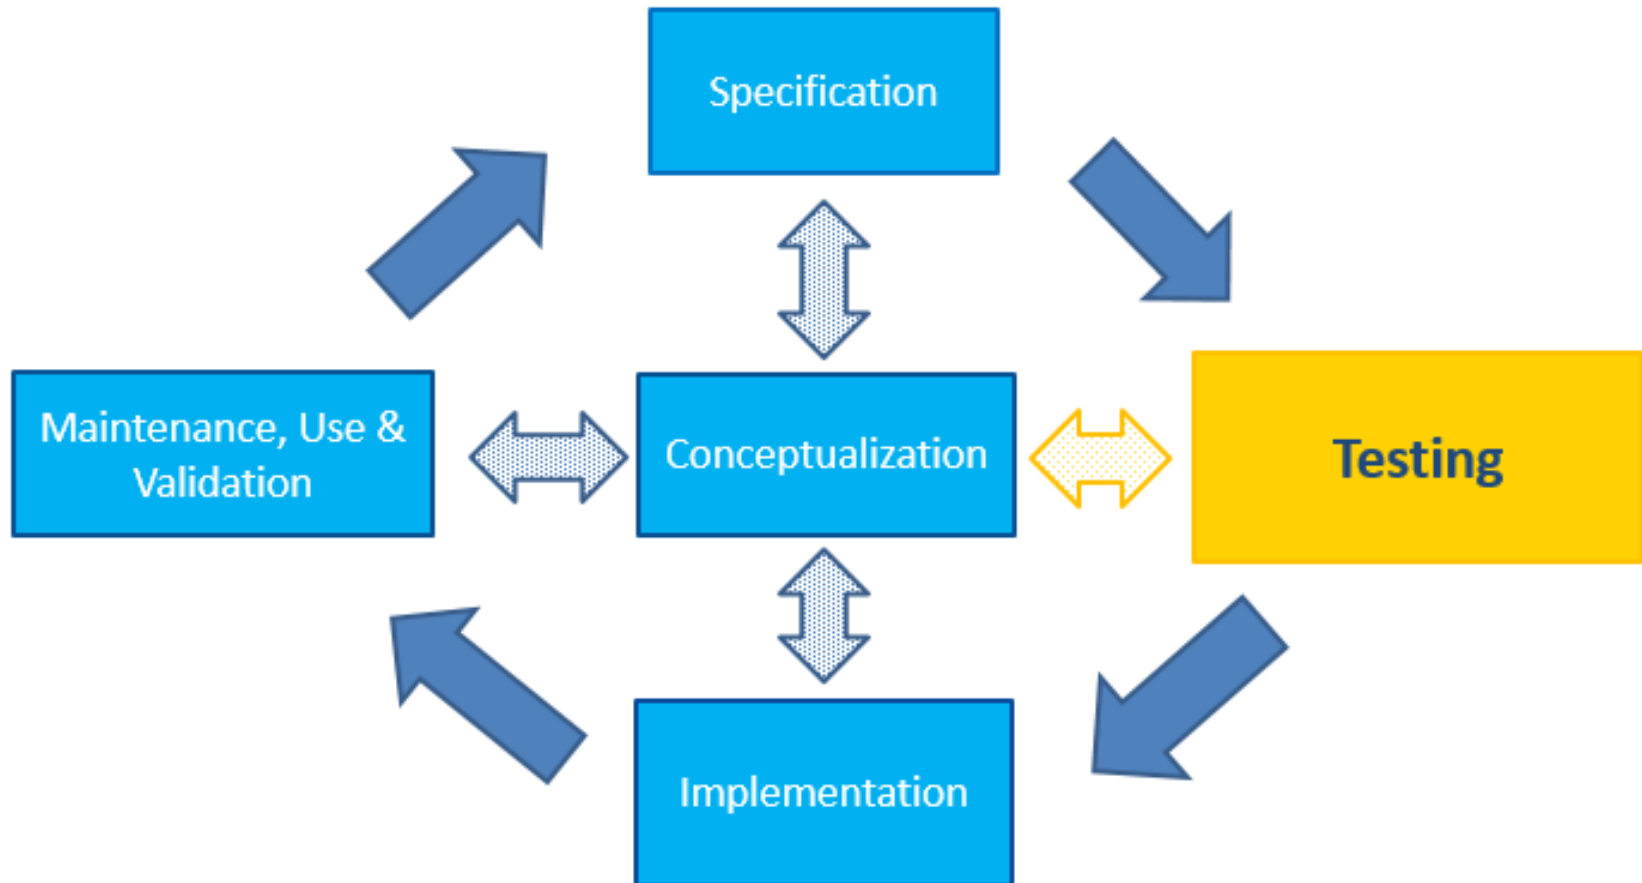 Specification
Maintenance, Use &
Validation
Conceptualization
Testing
Implementation